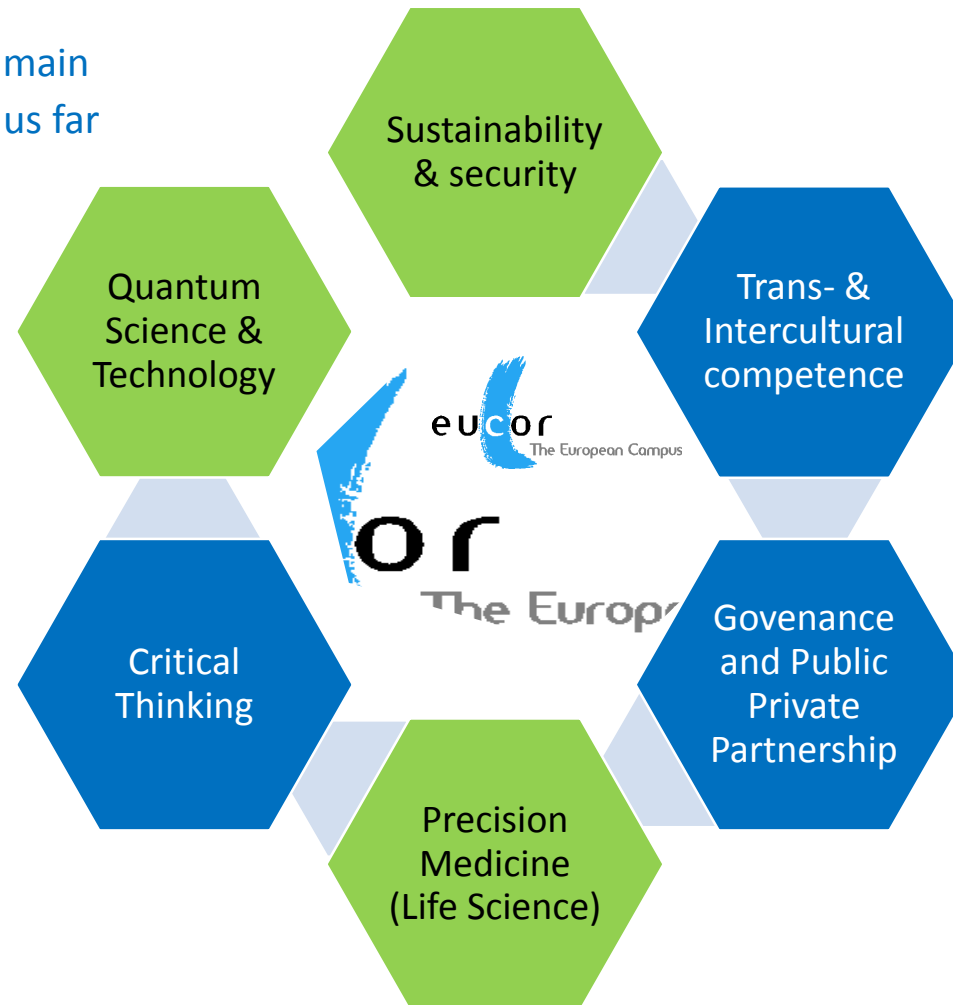 main
us far
Sustainability
& security
Quantum
Science &
Technology
Trans- &
Intercultural
competence
eucor
The European Campus
or
The Europ
Critical
Thinking
Govenance
and Public
Private
Partnership
Precision
Medicine
(Life Science)